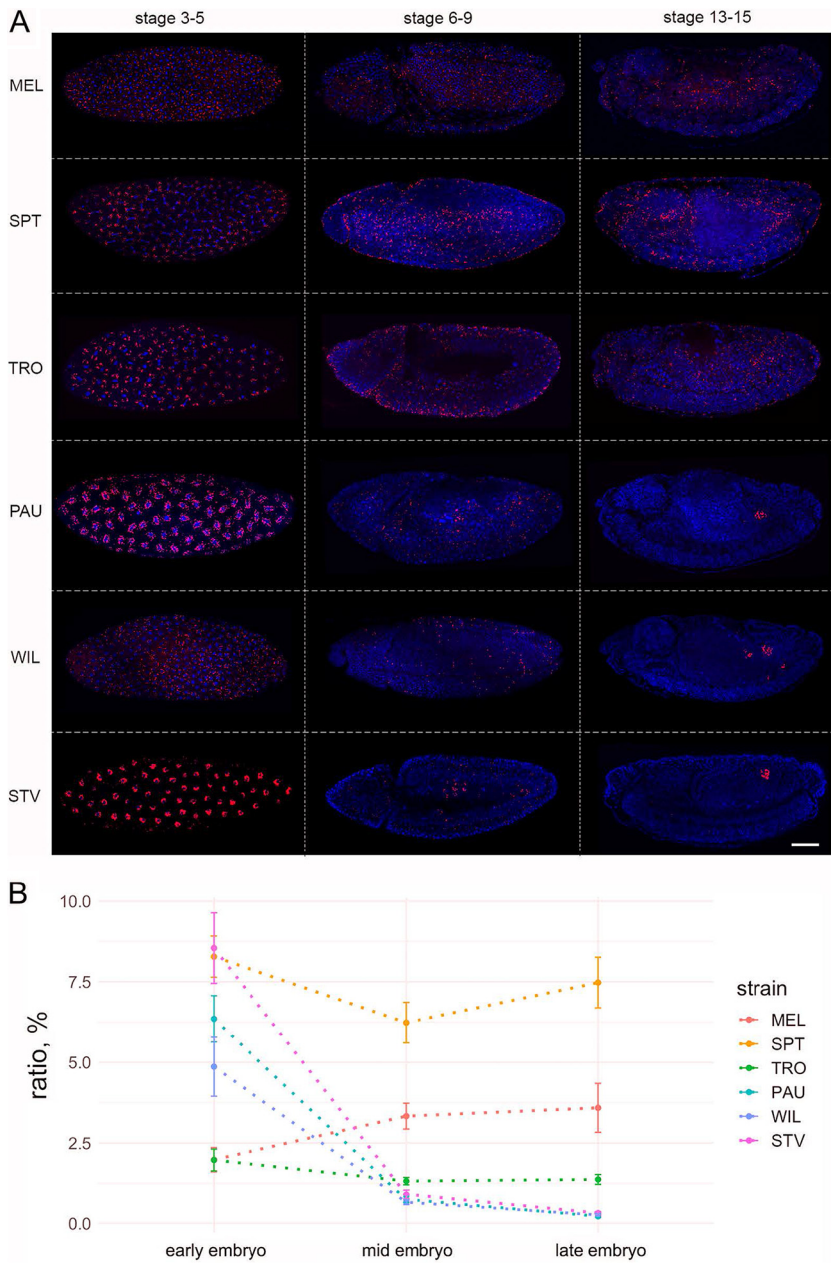 A
stage 3-5
stage 6-9
stage 13-15
MEL
SPT
TRO
PAU
WIL
STV
B
10.0
7.5
5.0
2.5
0.0
ratio, %
early embryo
mid embryo
late embryo
strain
MEL
SPT
TRO
PAU
WIL
STV